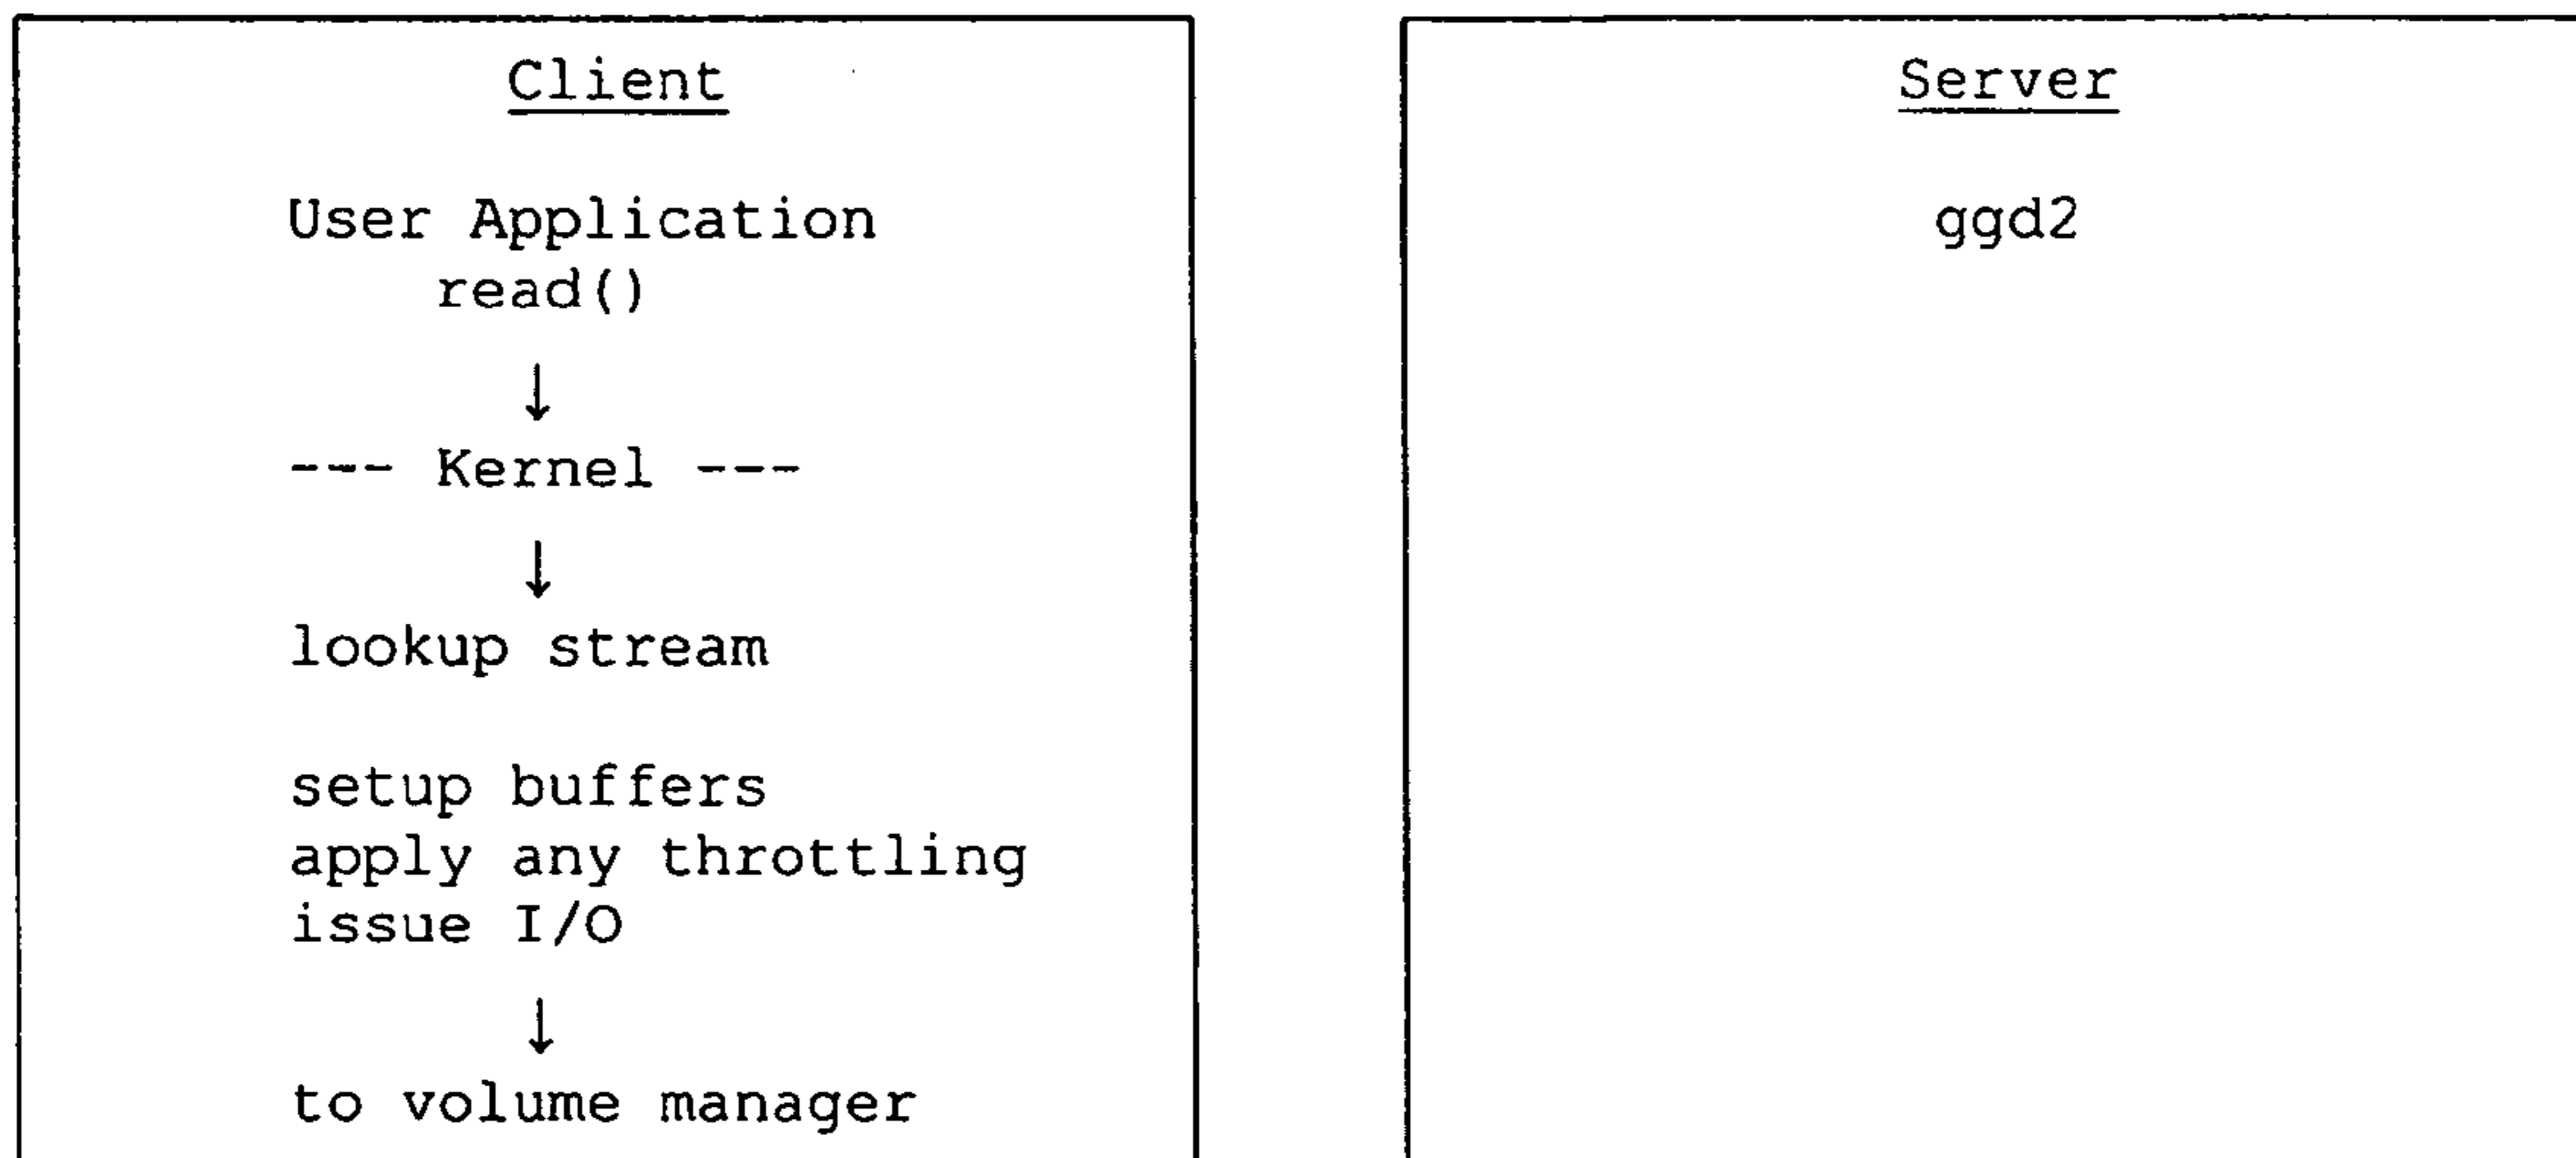 Client
User Application
read()
↓
--- Kernel ---
↓
lookup stream
setup buffers
apply any throttling
issue I/O
↓
to volume manager
Server
ggd2